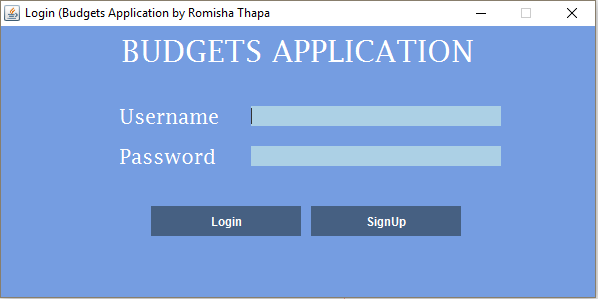 Login (Budgets Application by Romisha Thapa
BUDGETS APPLICATION
Username
Password
Login SignUp